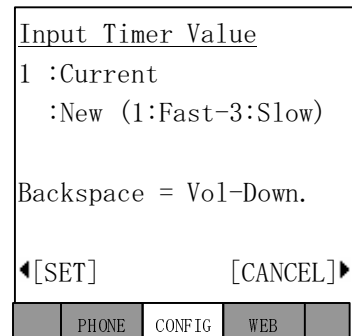 Input Timer Value
1 :Current
:New (1:Fast-3:Slow)
Backspace = Vol-Down.
[SET] [CANCEL]
PHONE CONFIG WEB